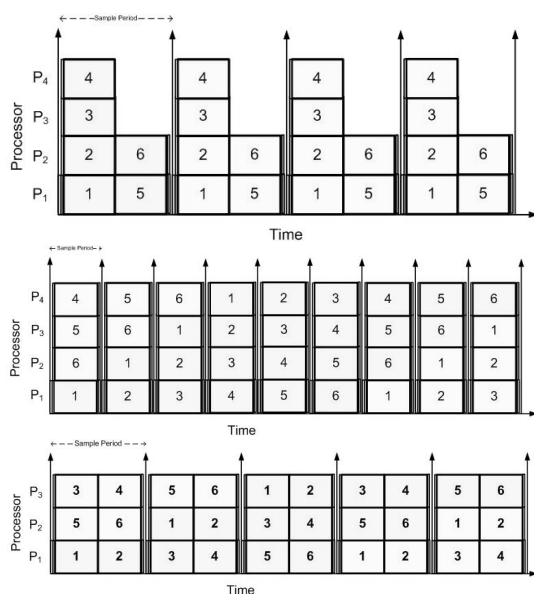 Sample Period
P4 4 4 4 4
P3 3 3 3 3
P2 2 6 2 6 2 6 2 6
P1 1 5 1 5 1 5 1 5
Processor
Time
Sample Period
P4 4 5 6 1 2 3 4 5 6
P3 5 6 1 2 3 4 5 6 1
P2 6 1 2 3 4 5 6 1 2
P1 1 2 3 4 5 6 1 2 3
Processor
Time
Sample Period
P3 3 4 5 6 1 2 3 4 5 6
P2 5 6 1 2 3 4 5 6 1 2
P1 1 2 3 4 5 6 1 2 3 4
Processor
Time